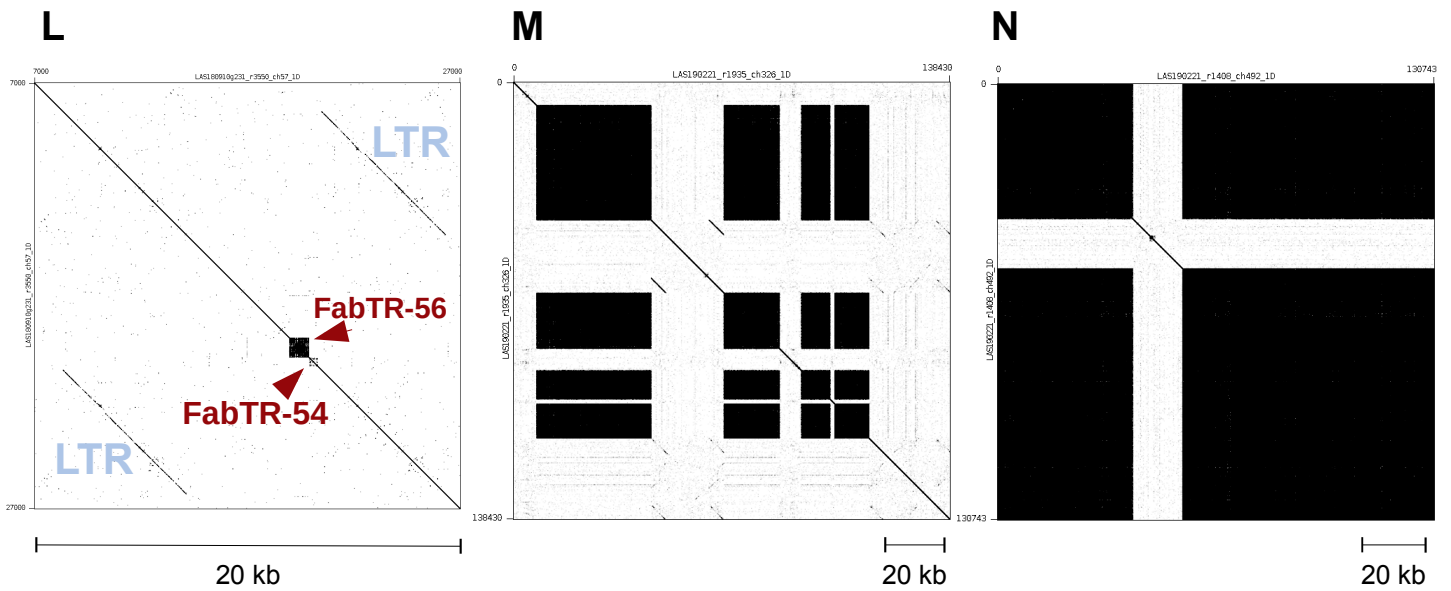 L
7000
27000
LAS180910g231_r3550_ch57_1D
7000
LAS180910g231_r3550_ch57_1D
LTR
FabTR-56
FabTR-54
LTR
27000
20 kb
M
0
138430
LAS190221_r1935_ch326_1D
0
LAS190221_r1935_ch326_1D
138430
20 kb
N
0
130743
LAS190221_r1408_ch492_1D
0
LAS190221_r1408_ch492_1D
130743
20 kb